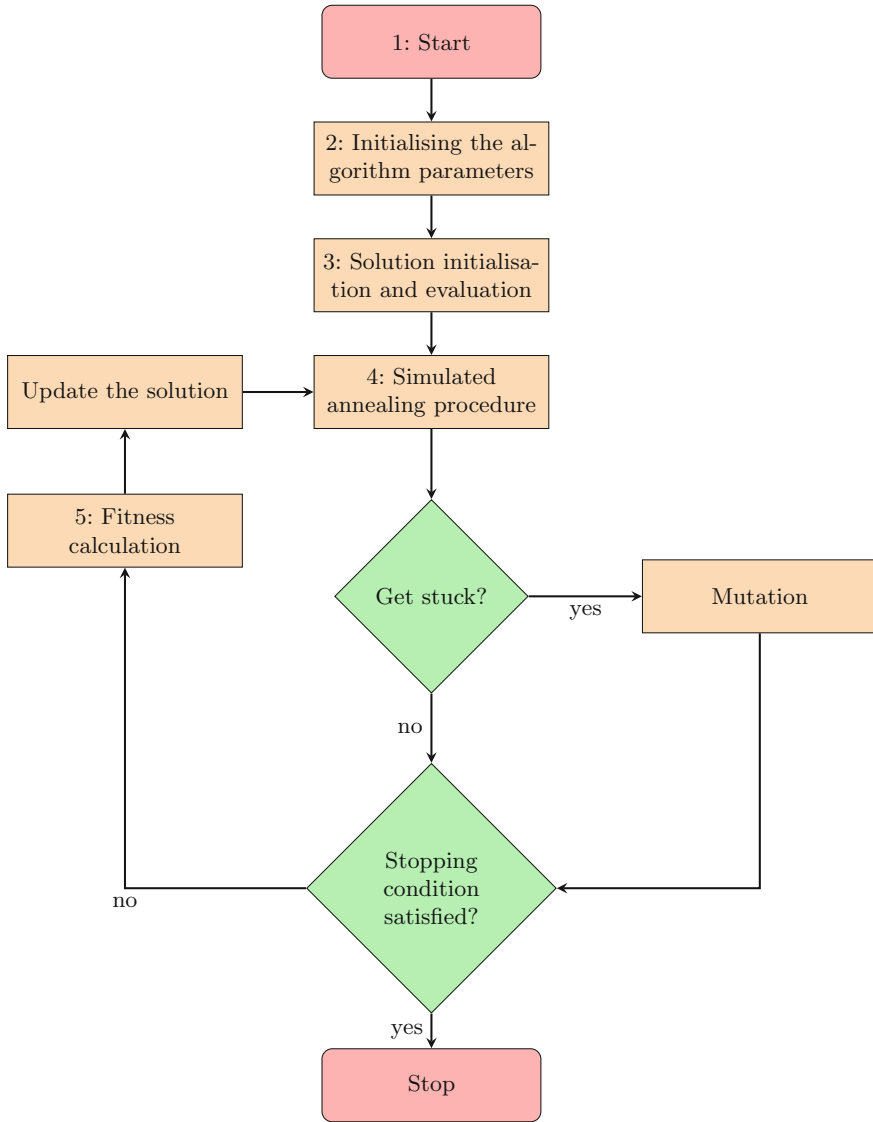 1: Start
2: Initialising the al-
gorithm parameters
3: Solution initialisa-
tion and evaluation
Update the solution
4: Simulated
annealing procedure
5: Fitness
calculation
Get stuck?
yes
Mutation
no
Stopping
condition
satisfied?
no
yes
Stop